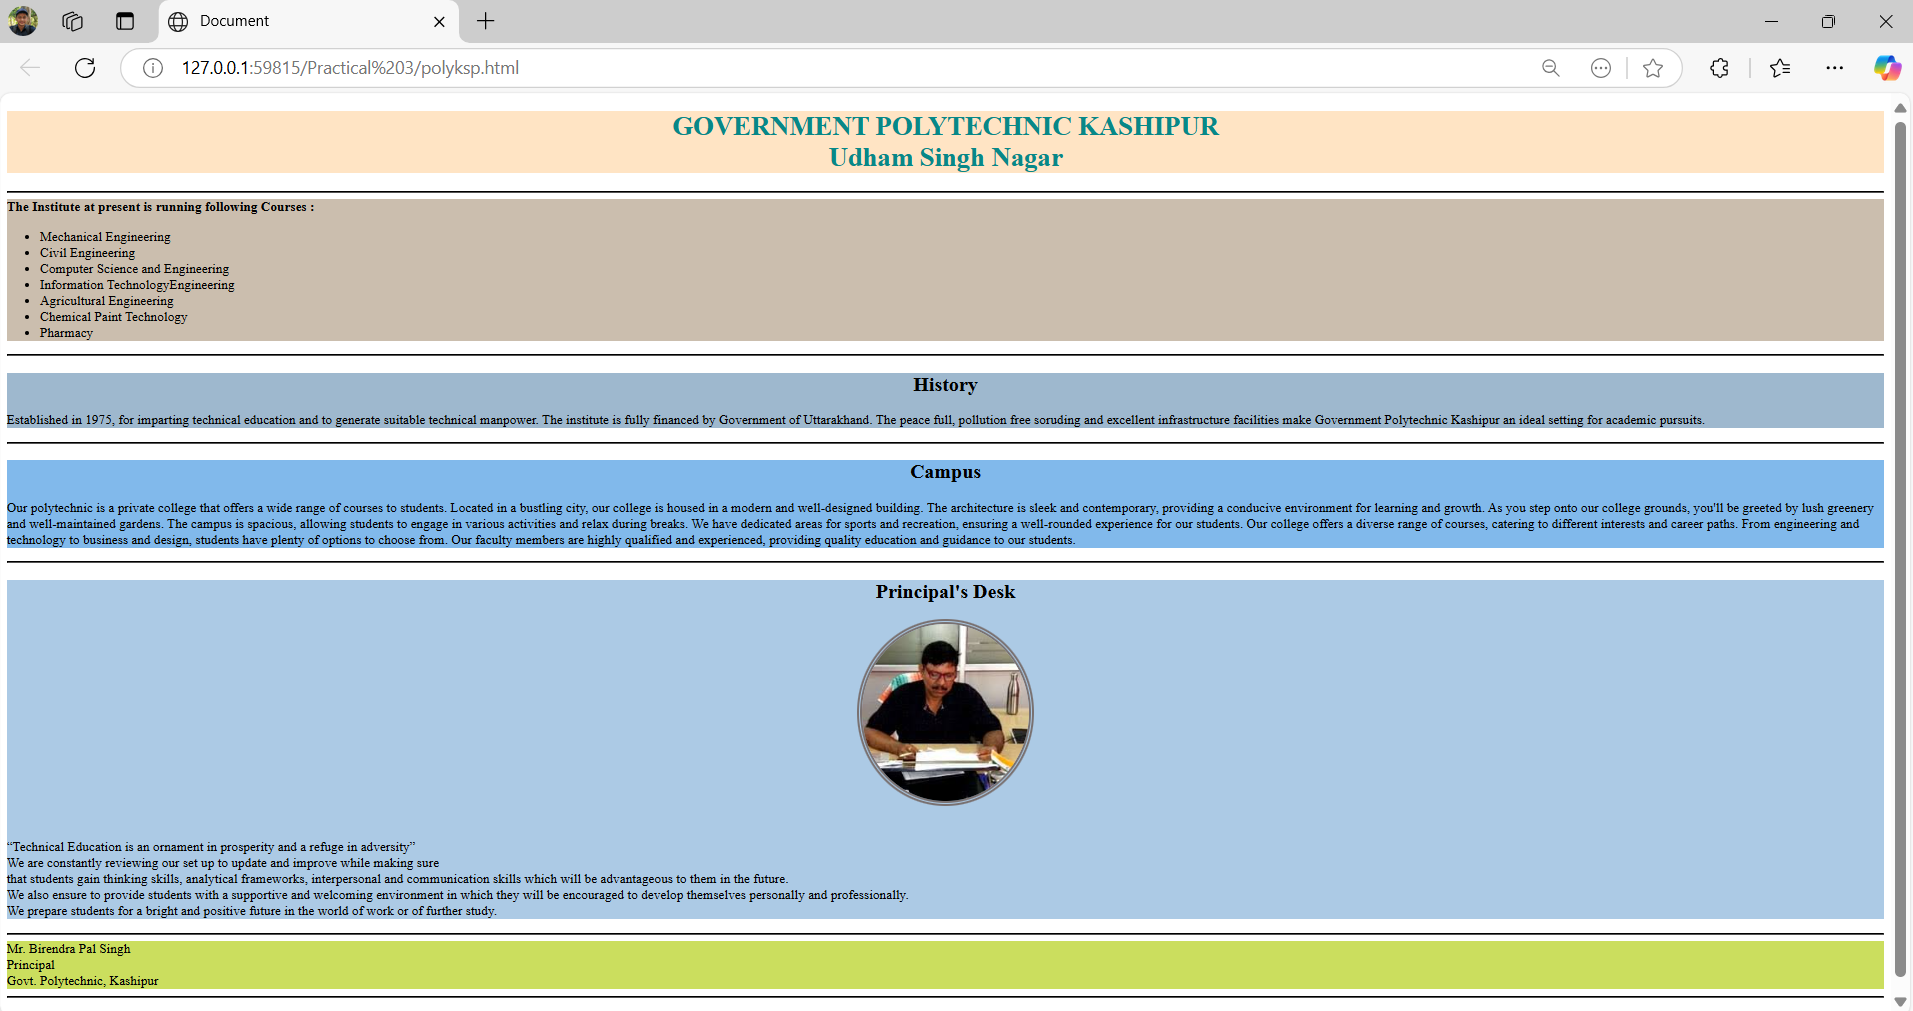 Document
127.0.0.1:59815/Practical%203/polyksp.html
GOVERNMENT POLYTECHNIC KASHIPUR
Udham Singh Nagar
The Institute at present is running following Courses :
• Mechanical Engineering
• Civil Engineering
• Computer Science and Engineering
• Information TechnologyEngineering
• Agricultural Engineering
• Chemical Paint Technology
• Pharmacy
History
Established in 1975, for imparting technical education and to generate suitable technical manpower. The institute is fully financed by Government of Uttarakhand. The peace full, pollution free soruding and excellent infrastructure facilities make Government Polytechnic Kashipur an ideal setting for academic pursuits.
Campus
Our polytechnic is a private college that offers a wide range of courses to students. Located in a bustling city, our college is housed in a modern and well-designed building. The architecture is sleek and contemporary, providing a conducive environment for learning and growth. As you step onto our college grounds, you'll be greeted by lush greenery
and well-maintained gardens. The campus is spacious, allowing students to engage in various activities and relax during breaks. We have dedicated areas for sports and recreation, ensuring a well-rounded experience for our students. Our college offers a diverse range of courses, catering to different interests and career paths. From engineering and
technology to business and design, students have plenty of options to choose from. Our faculty members are highly qualified and experienced, providing quality education and guidance to our students.
Principal's Desk
“Technical Education is an ornament in prosperity and a refuge in adversity”
We are constantly reviewing our set up to update and improve while making sure
that students gain thinking skills, analytical frameworks, interpersonal and communication skills which will be advantageous to them in the future.
We also ensure to provide students with a supportive and welcoming environment in which they will be encouraged to develop themselves personally and professionally.
We prepare students for a bright and positive future in the world of work or of further study.
Mr. Birendra Pal Singh
Principal
Govt. Polytechnic, Kashipur